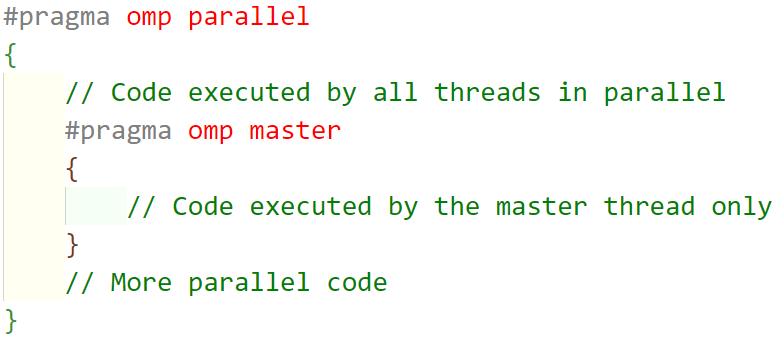 #pragma omp parallel
{
    // Code executed by all threads in parallel
    #pragma omp master
    {
        // Code executed by the master thread only
    }
    // More parallel code
}